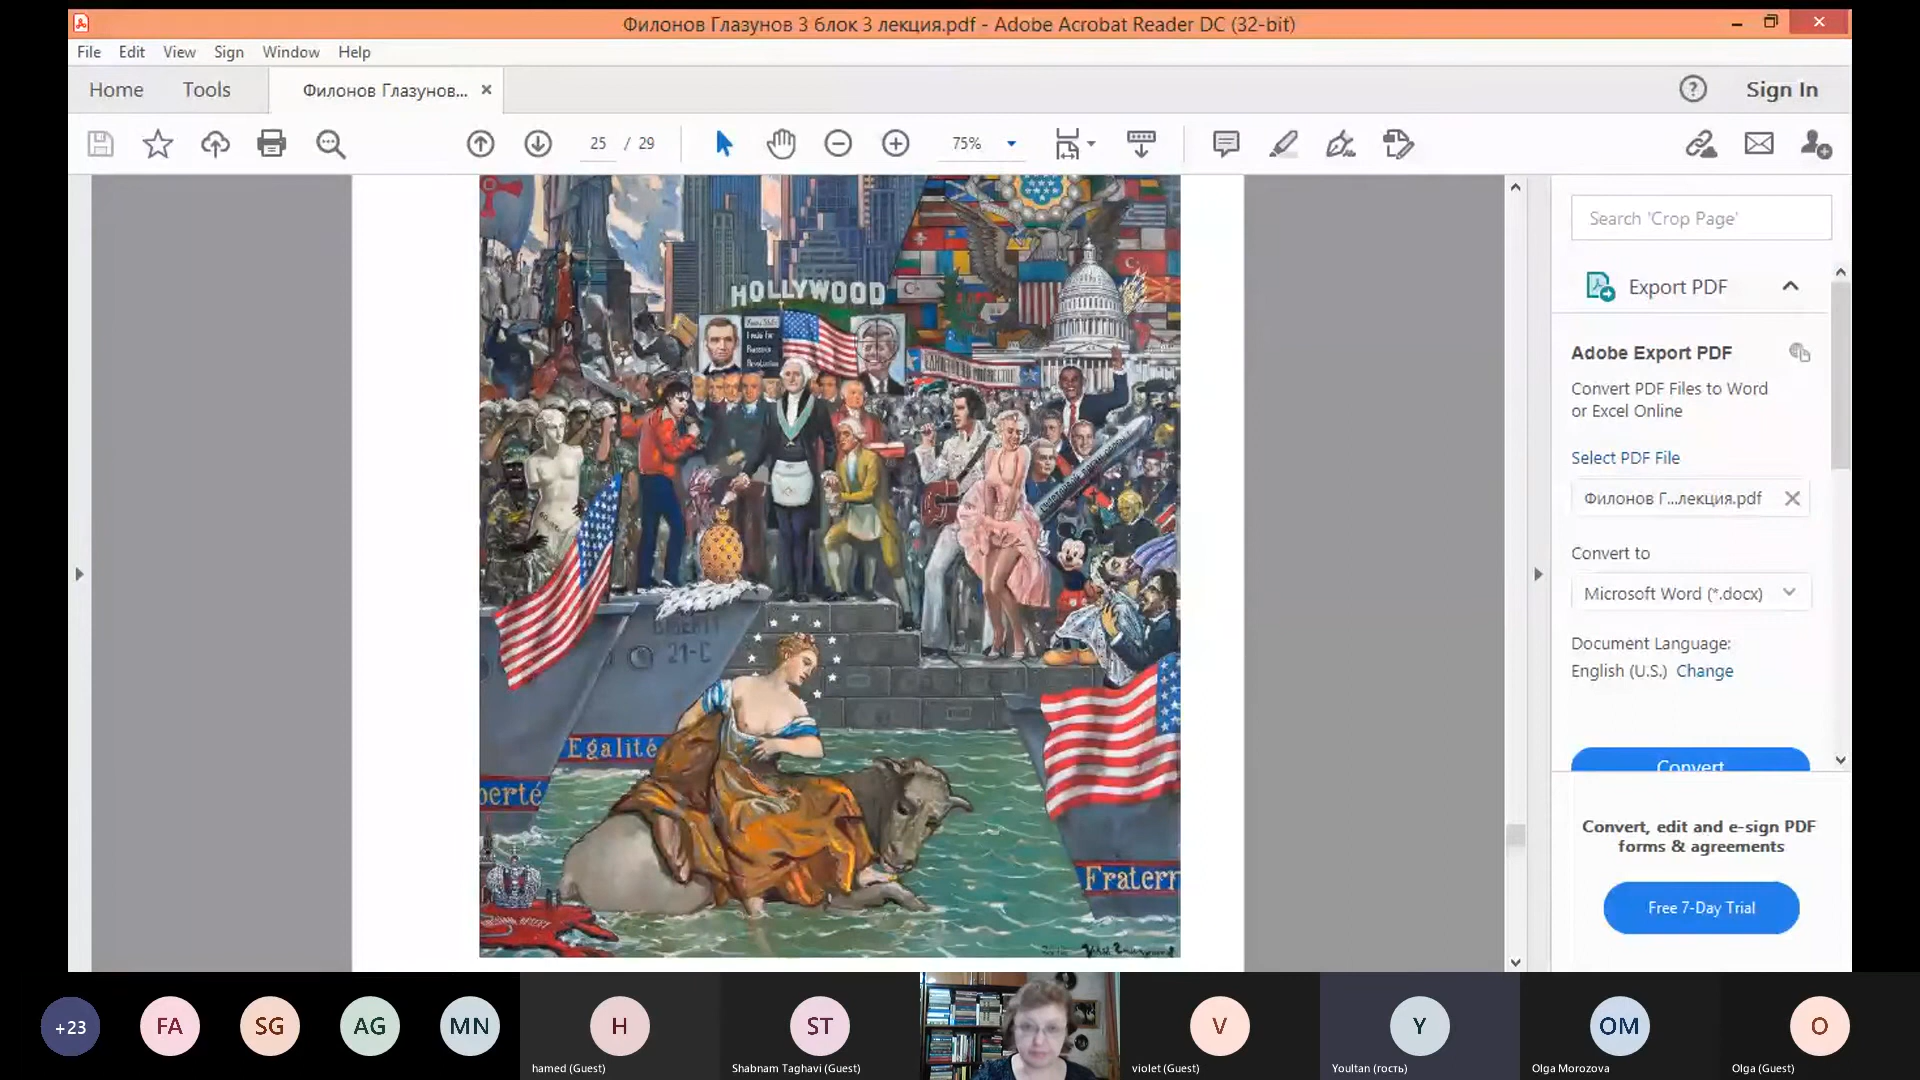 Филонов Глазунов 3 блок 3 лекция.pdf - Adobe Acrobat Reader DC (32-bit)
File Edit View Sign Window Help
Home Tools Филонов Глазунов... Sign In
25 / 29 75%
Search 'Crop Page'
Export PDF
Adobe Export PDF
Convert PDF Files to Word
or Excel Online
Select PDF File
Филонов Г...лекция.pdf
Convert to
Microsoft Word (*.docx)
Document Language:
English (U.S.) Change
Convert
Convert, edit and e-sign PDF
forms & agreements
Free 7-Day Trial
HOLLYWOOD
21-C
Egalité
berté
Fratern
+23 FA SG AG MN H ST V Y OM O
hamed (Guest) Shabnam Taghavi (Guest) violet (Guest) Youltan (гость) Olga Morozova Olga (Guest)